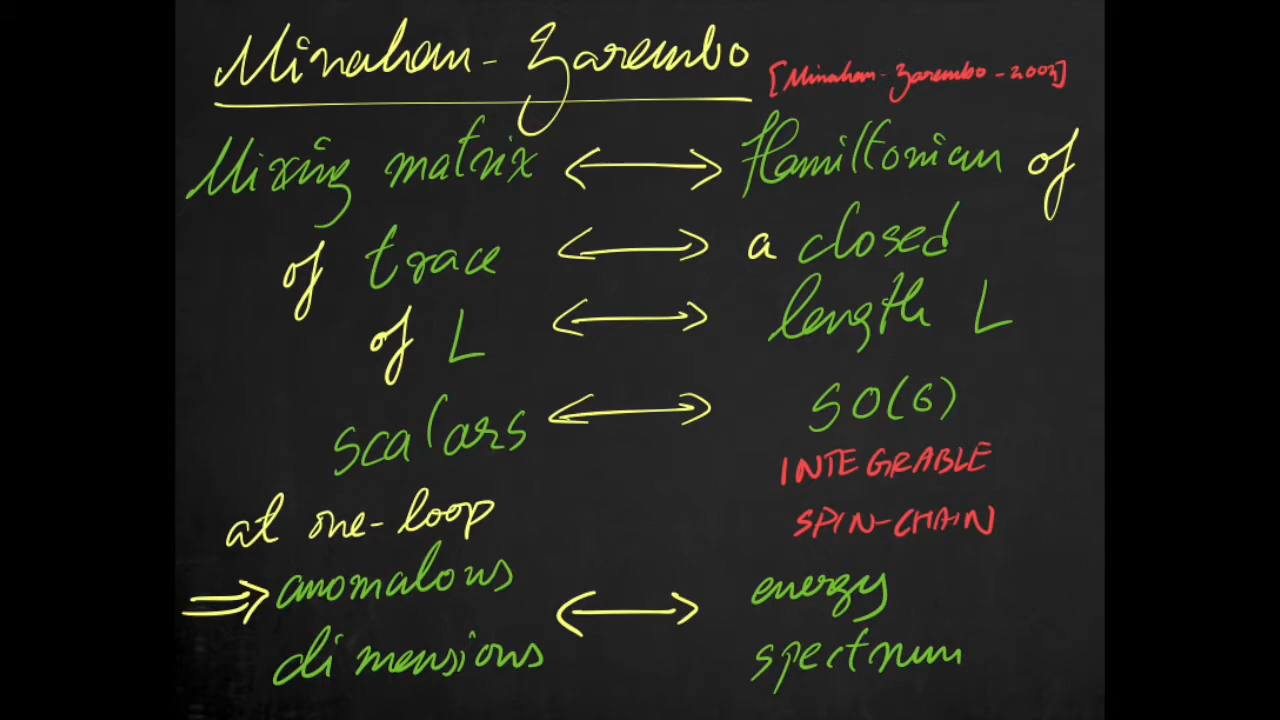 Minahan-Zarembo [Minahan-Zarembo-2002]
Mixing matrix ⟷ Hamiltonian of
of trace ⟷ a closed
of L ⟷ length L
scalars ⟷ SO(6)
INTEGRABLE
at one-loop SPIN-CHAIN
⇒ anomalous ⟷ energy
dimensions spectrum